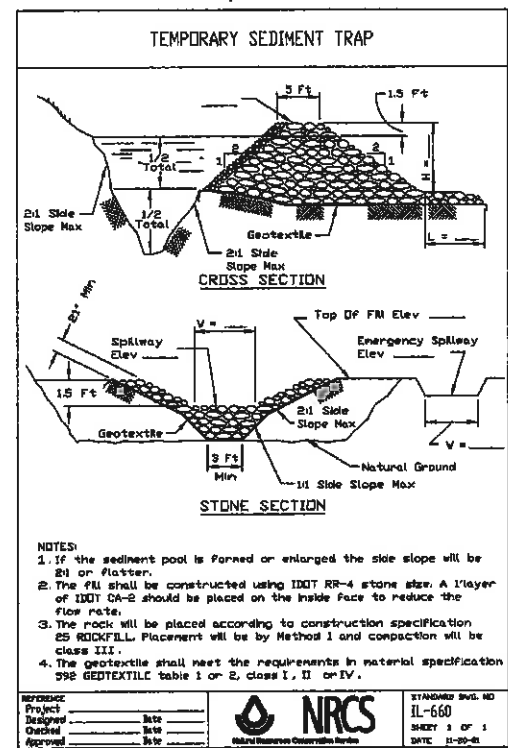 TEMPORARY SEDIMENT TRAP
5 Ft
1.5 Ft
2
1
2
1
1/2
Total
H =
2:1 Side
Slope Max
1/2
Total
Geotextile
2:1 Side
Slope Max
L =
CROSS SECTION
21" Min
W =
Top Of Fill Elev
Spillway
Elev
Emergency Spillway
Elev
1.5 Ft
2:1 Side
Slope Max
Geotextile
W =
3 Ft
Min
Natural Ground
1:1 Side Slope Max
STONE SECTION
NOTES:
1. If the sediment pool is formed or enlarged the side slope will be
2:1 or flatter.
2. The fill shall be constructed using IDOT RR-4 stone size. A 1'layer
of IDOT CA-2 should be placed on the inside face to reduce the
flow rate.
3. The rock will be placed according to construction specification
25 ROCKFILL. Placement will be by Method 1 and compaction will be
class III.
4. The geotextile shall meet the requirements in material specification
592 GEOTEXTILE table 1 or 2, class I, II or IV.
REFERENCE
Project
Designed Date
Checked Date
Approved Date
NRCS
Natural Resources Conservation Service
STANDARD DWG. NO
IL-660
SHEET 1 OF 1
DATE